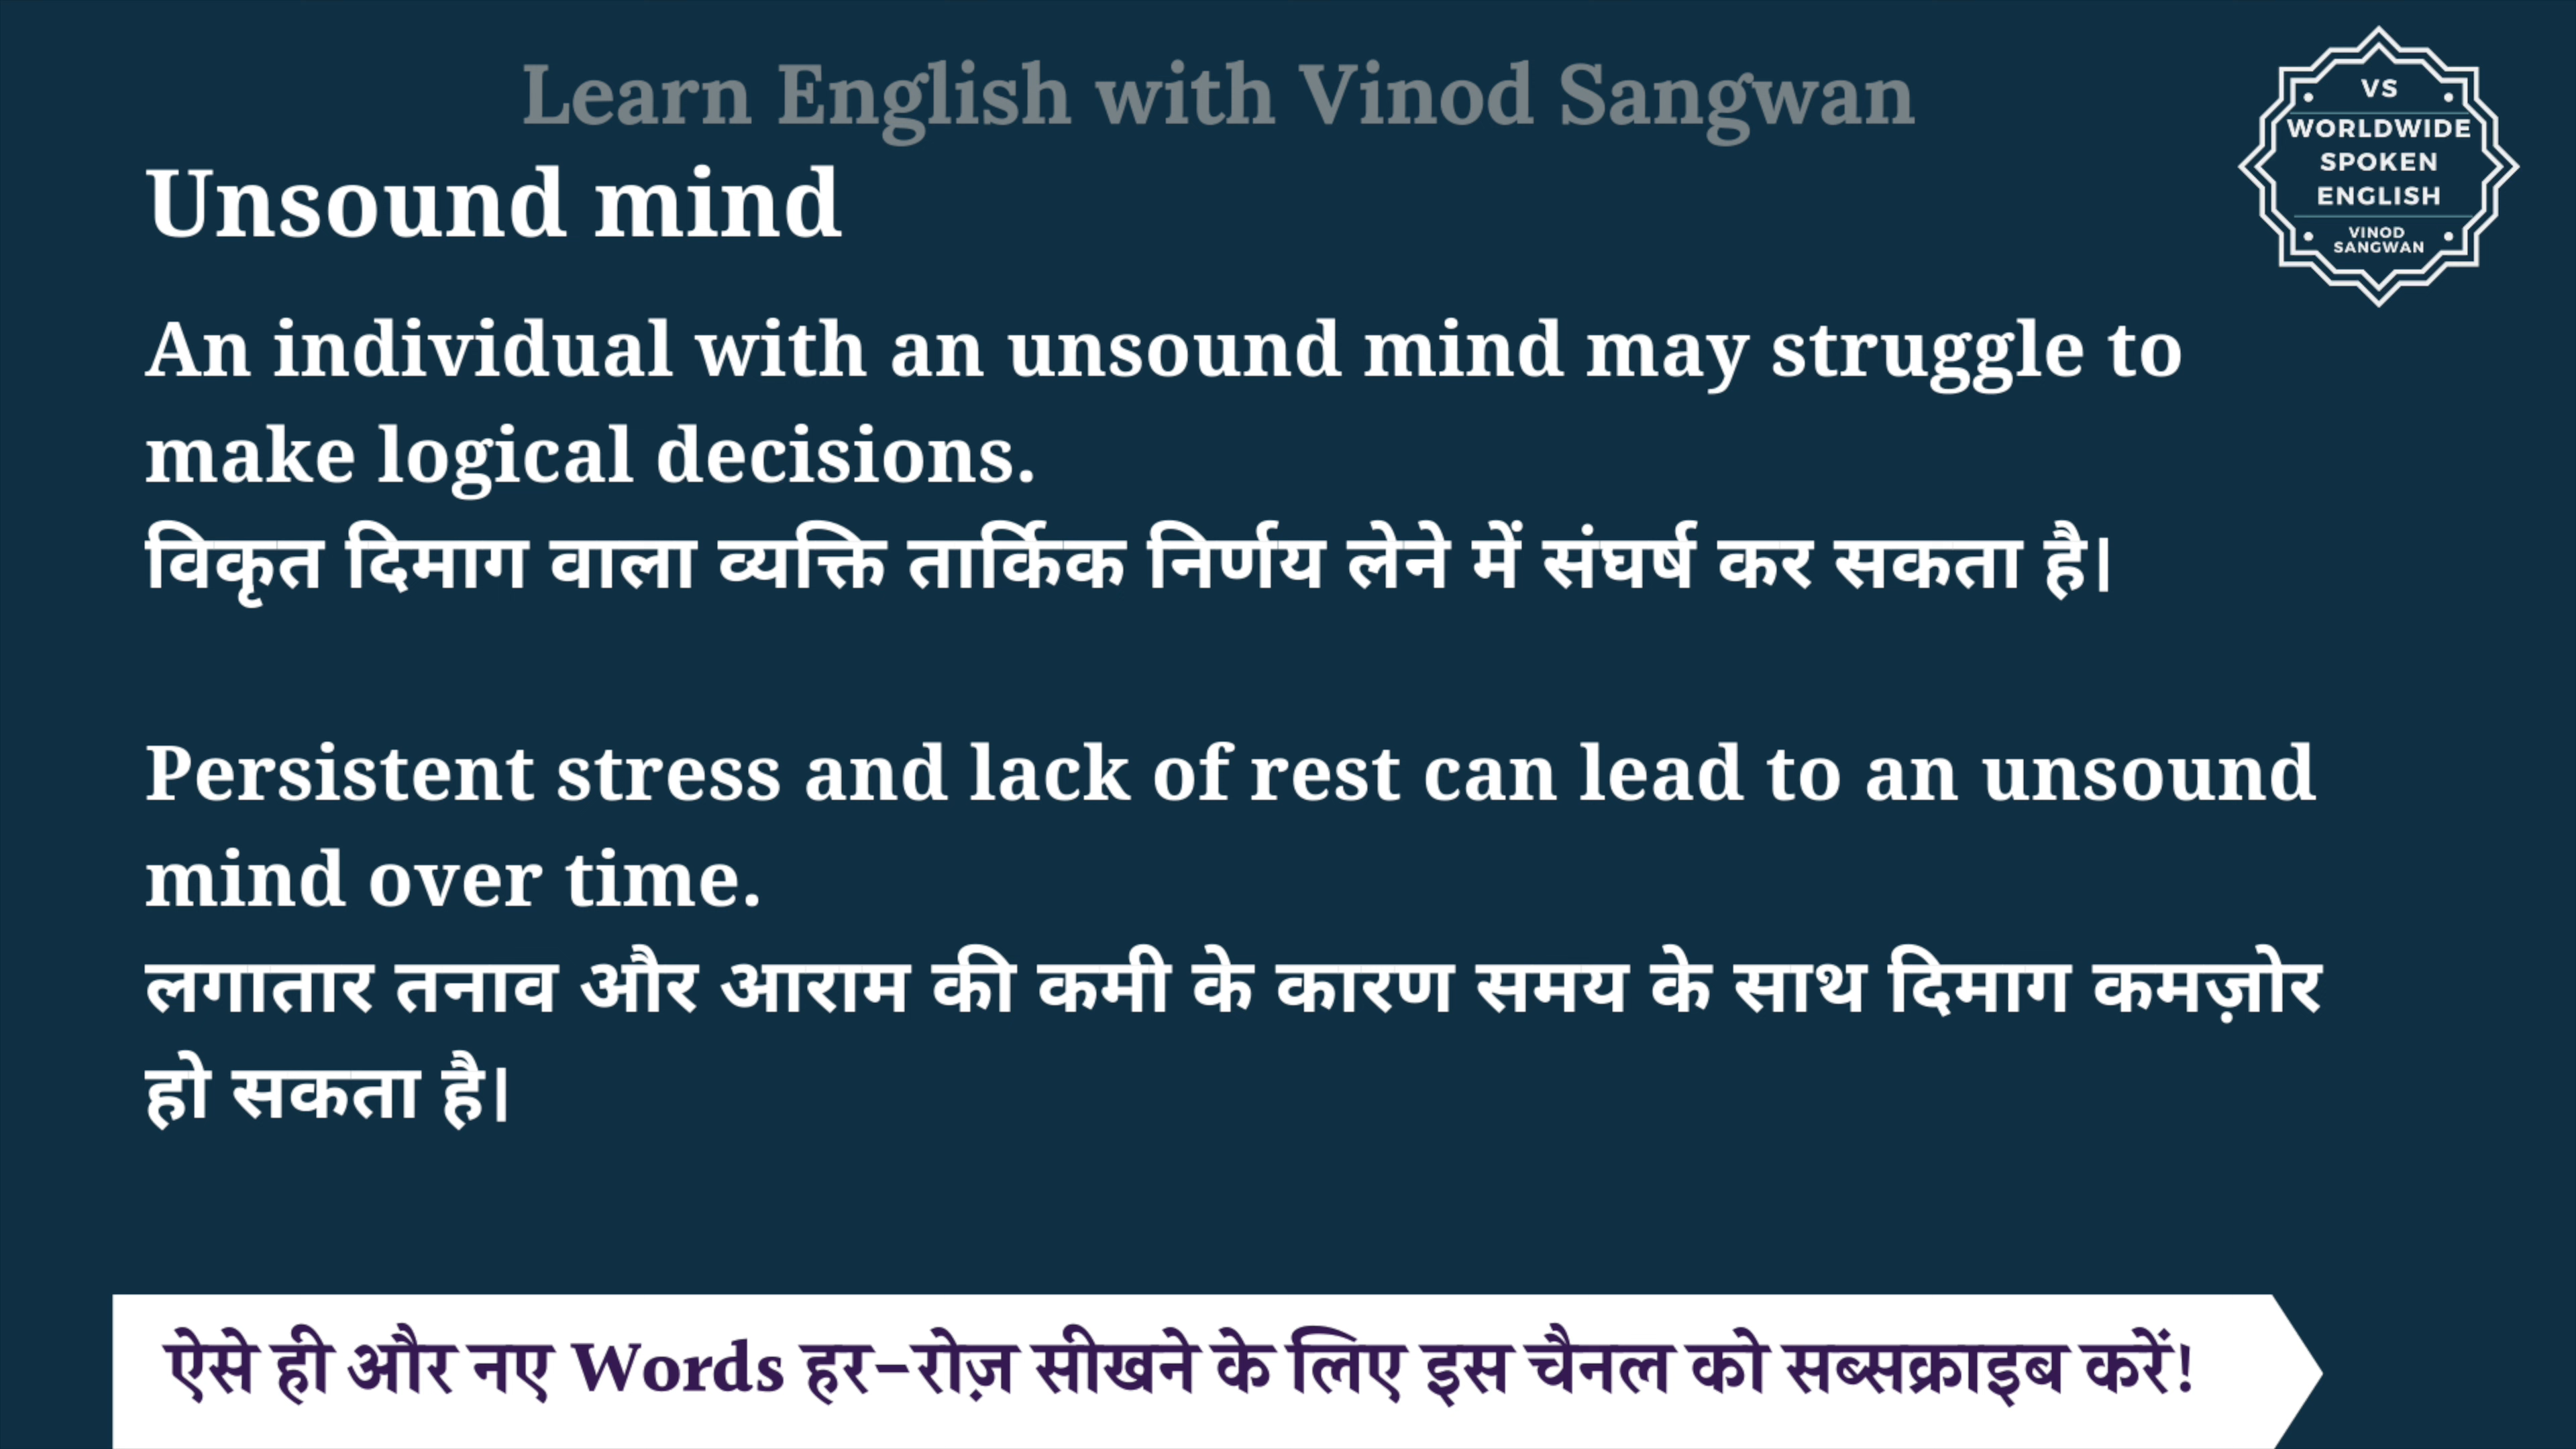 Learn English with Vinod Sangwan
VS
WORLDWIDE
SPOKEN
ENGLISH
VINOD
SANGWAN
Unsound mind
An individual with an unsound mind may struggle to
make logical decisions.
विकृत दिमाग वाला व्यक्ति तार्किक निर्णय लेने में संघर्ष कर सकता है।
Persistent stress and lack of rest can lead to an unsound
mind over time.
लगातार तनाव और आराम की कमी के कारण समय के साथ दिमाग कमज़ोर
हो सकता है।
ऐसे ही और नए Words हर-रोज़ सीखने के लिए इस चैनल को सब्सक्राइब करें!